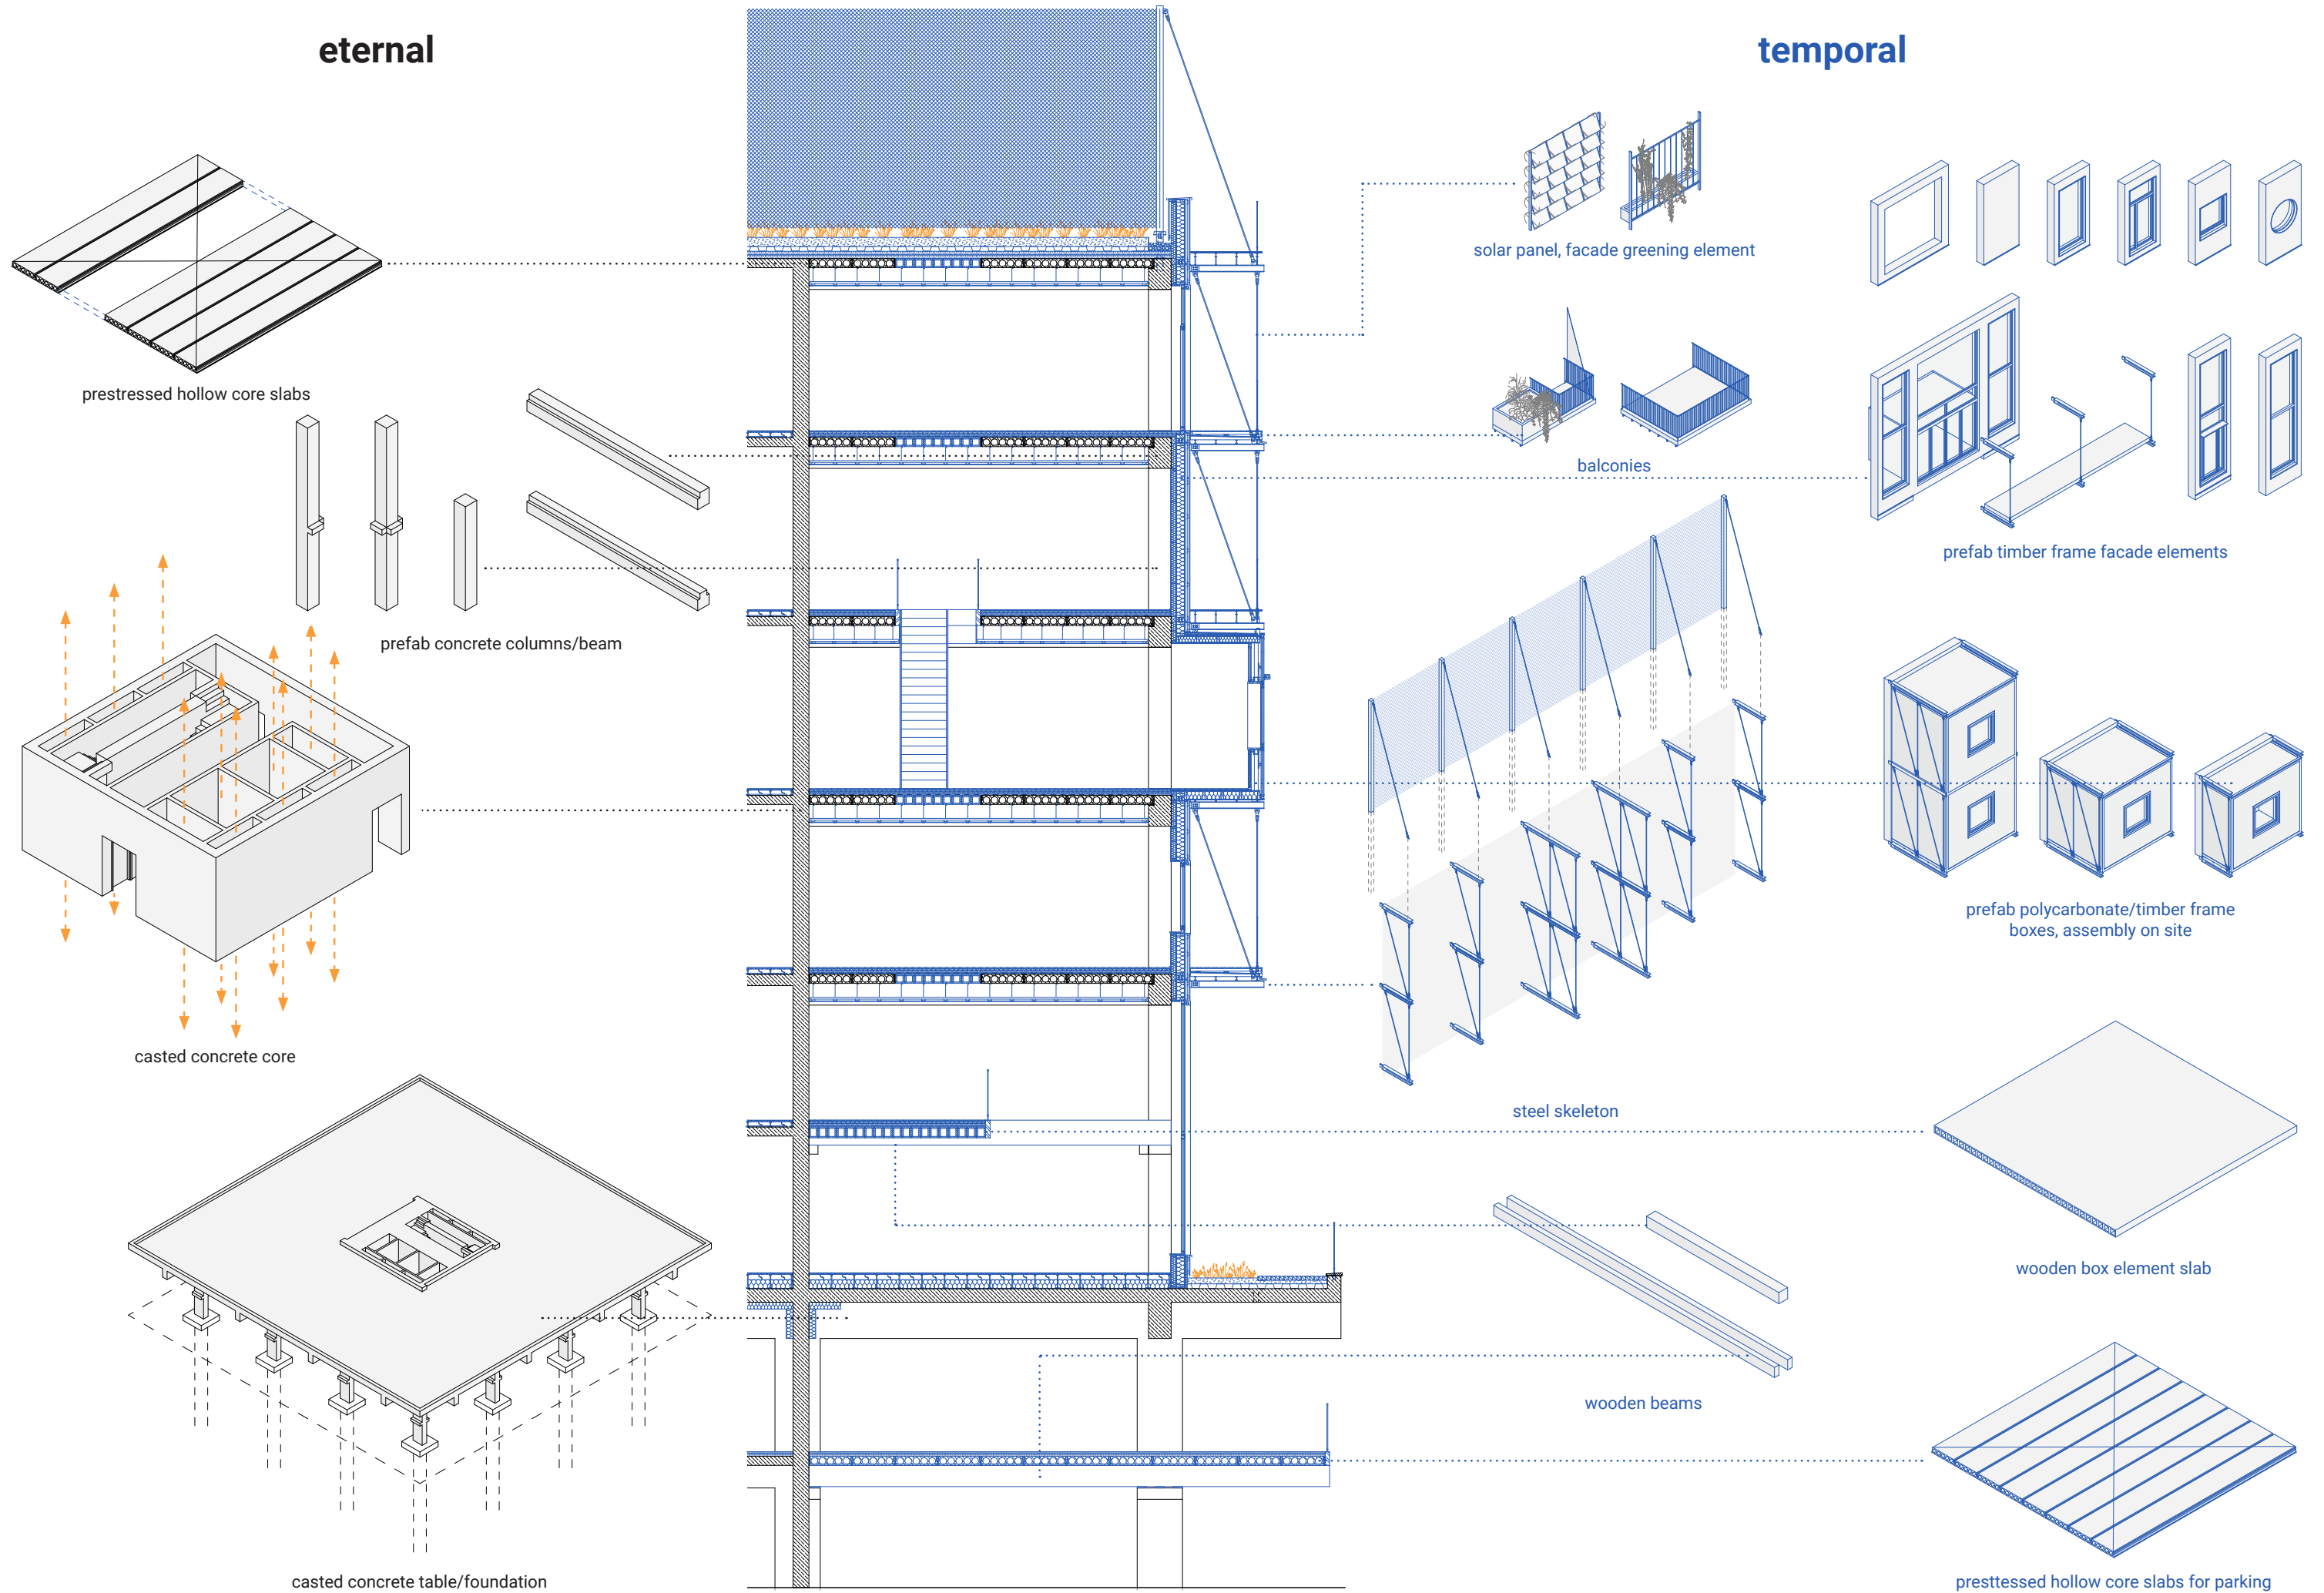 eternal
temporal
prestressed hollow core slabs
prefab concrete columns/beam
casted concrete core
casted concrete table/foundation
solar panel, facade greening element
balconies
prefab timber frame facade elements
prefab polycarbonate/timber frame
boxes, assembly on site
steel skeleton
wooden box element slab
wooden beams
presttessed hollow core slabs for parking